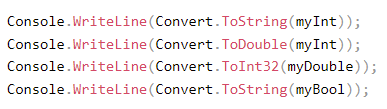 Console.WriteLine(Convert.ToString(myInt));
Console.WriteLine(Convert.ToDouble(myInt));
Console.WriteLine(Convert.ToInt32(myDouble));
Console.WriteLine(Convert.ToString(myBool));